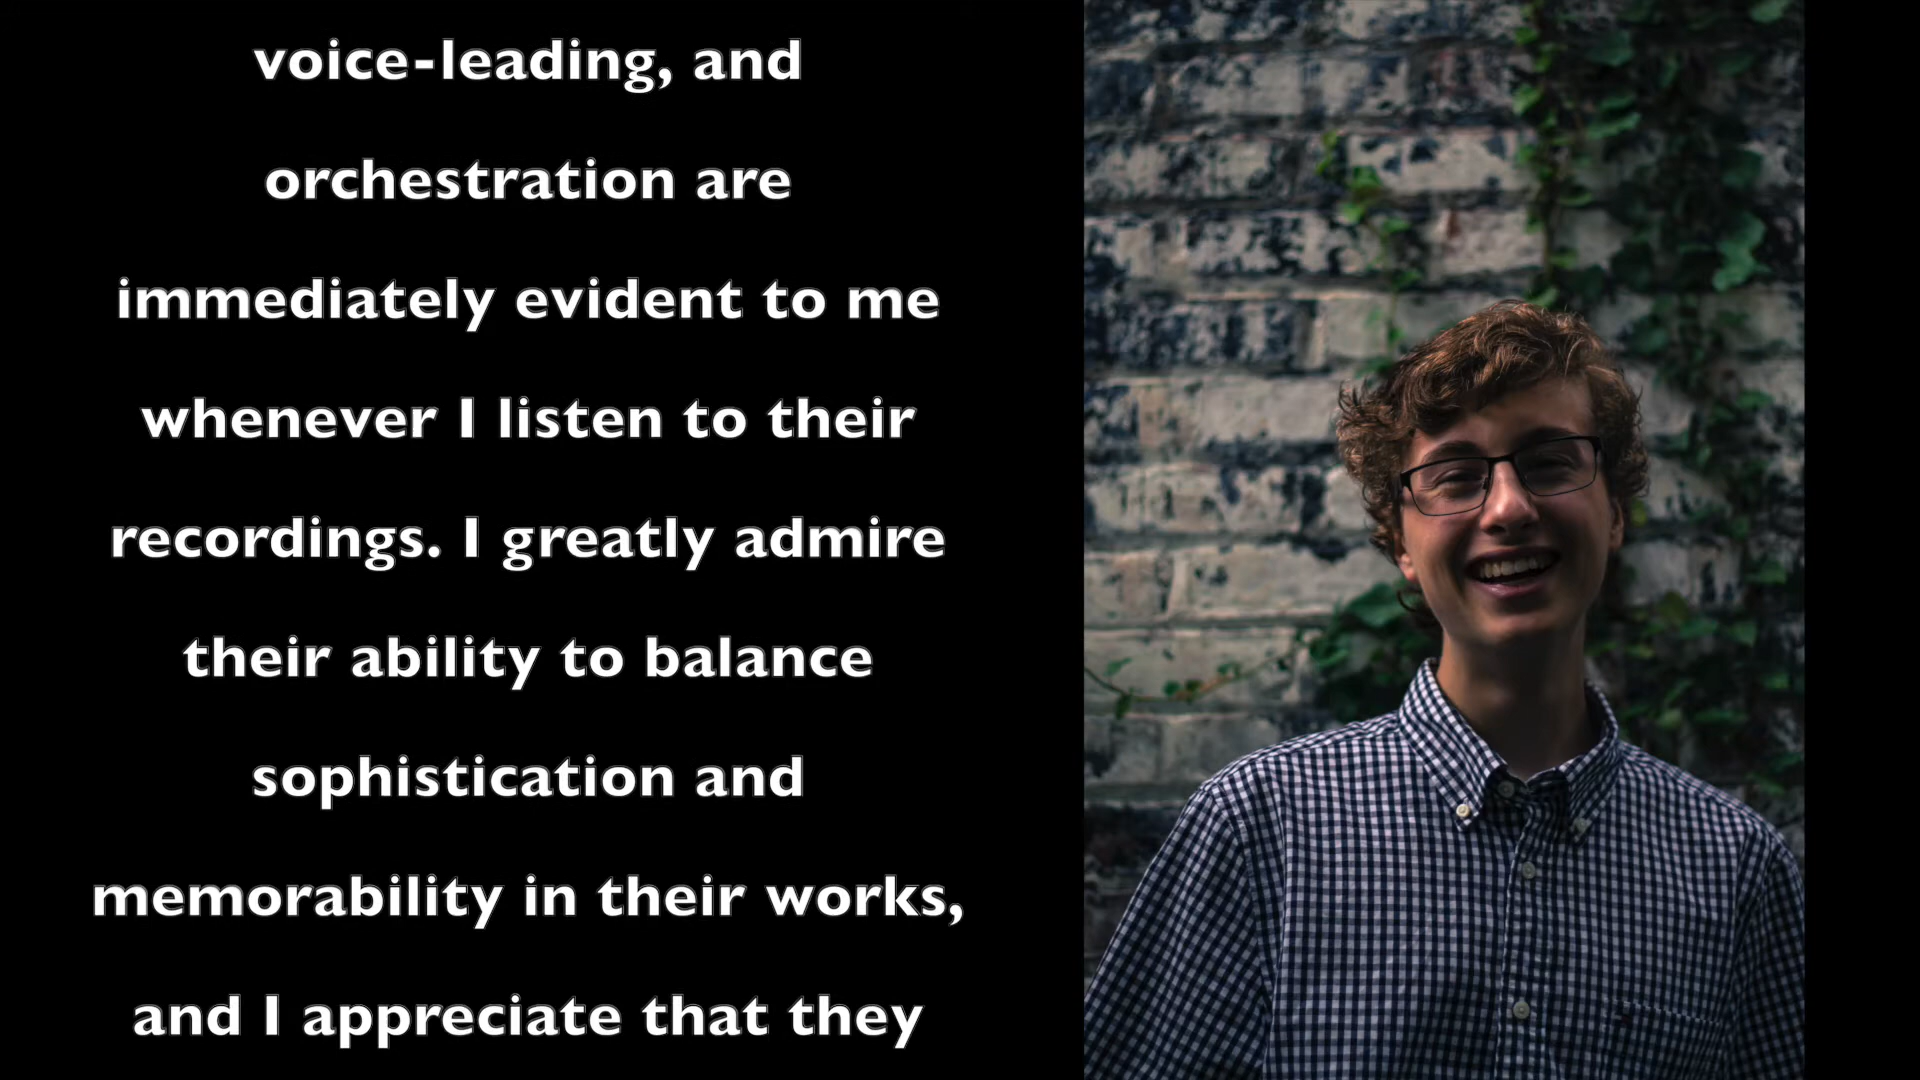 voice-leading, and
orchestration are
immediately evident to me
whenever I listen to their
recordings. I greatly admire
their ability to balance
sophistication and
memorability in their works,
and I appreciate that they